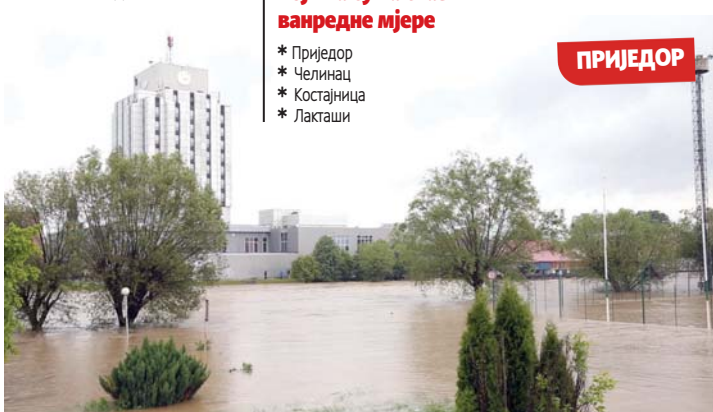 ванредне мјере
* Приједор
* Челинац
* Костајница
* Лакташи
ПРИЈЕДОР